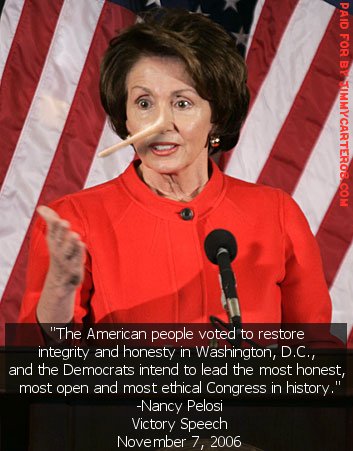 PAID FOR BY JIMMYCARTEROS.COM
"The American people voted to restore
integrity and honesty in Washington, D.C.,
and the Democrats intend to lead the most honest,
most open and most ethical Congress in history."
-Nancy Pelosi
Victory Speech
November 7, 2006